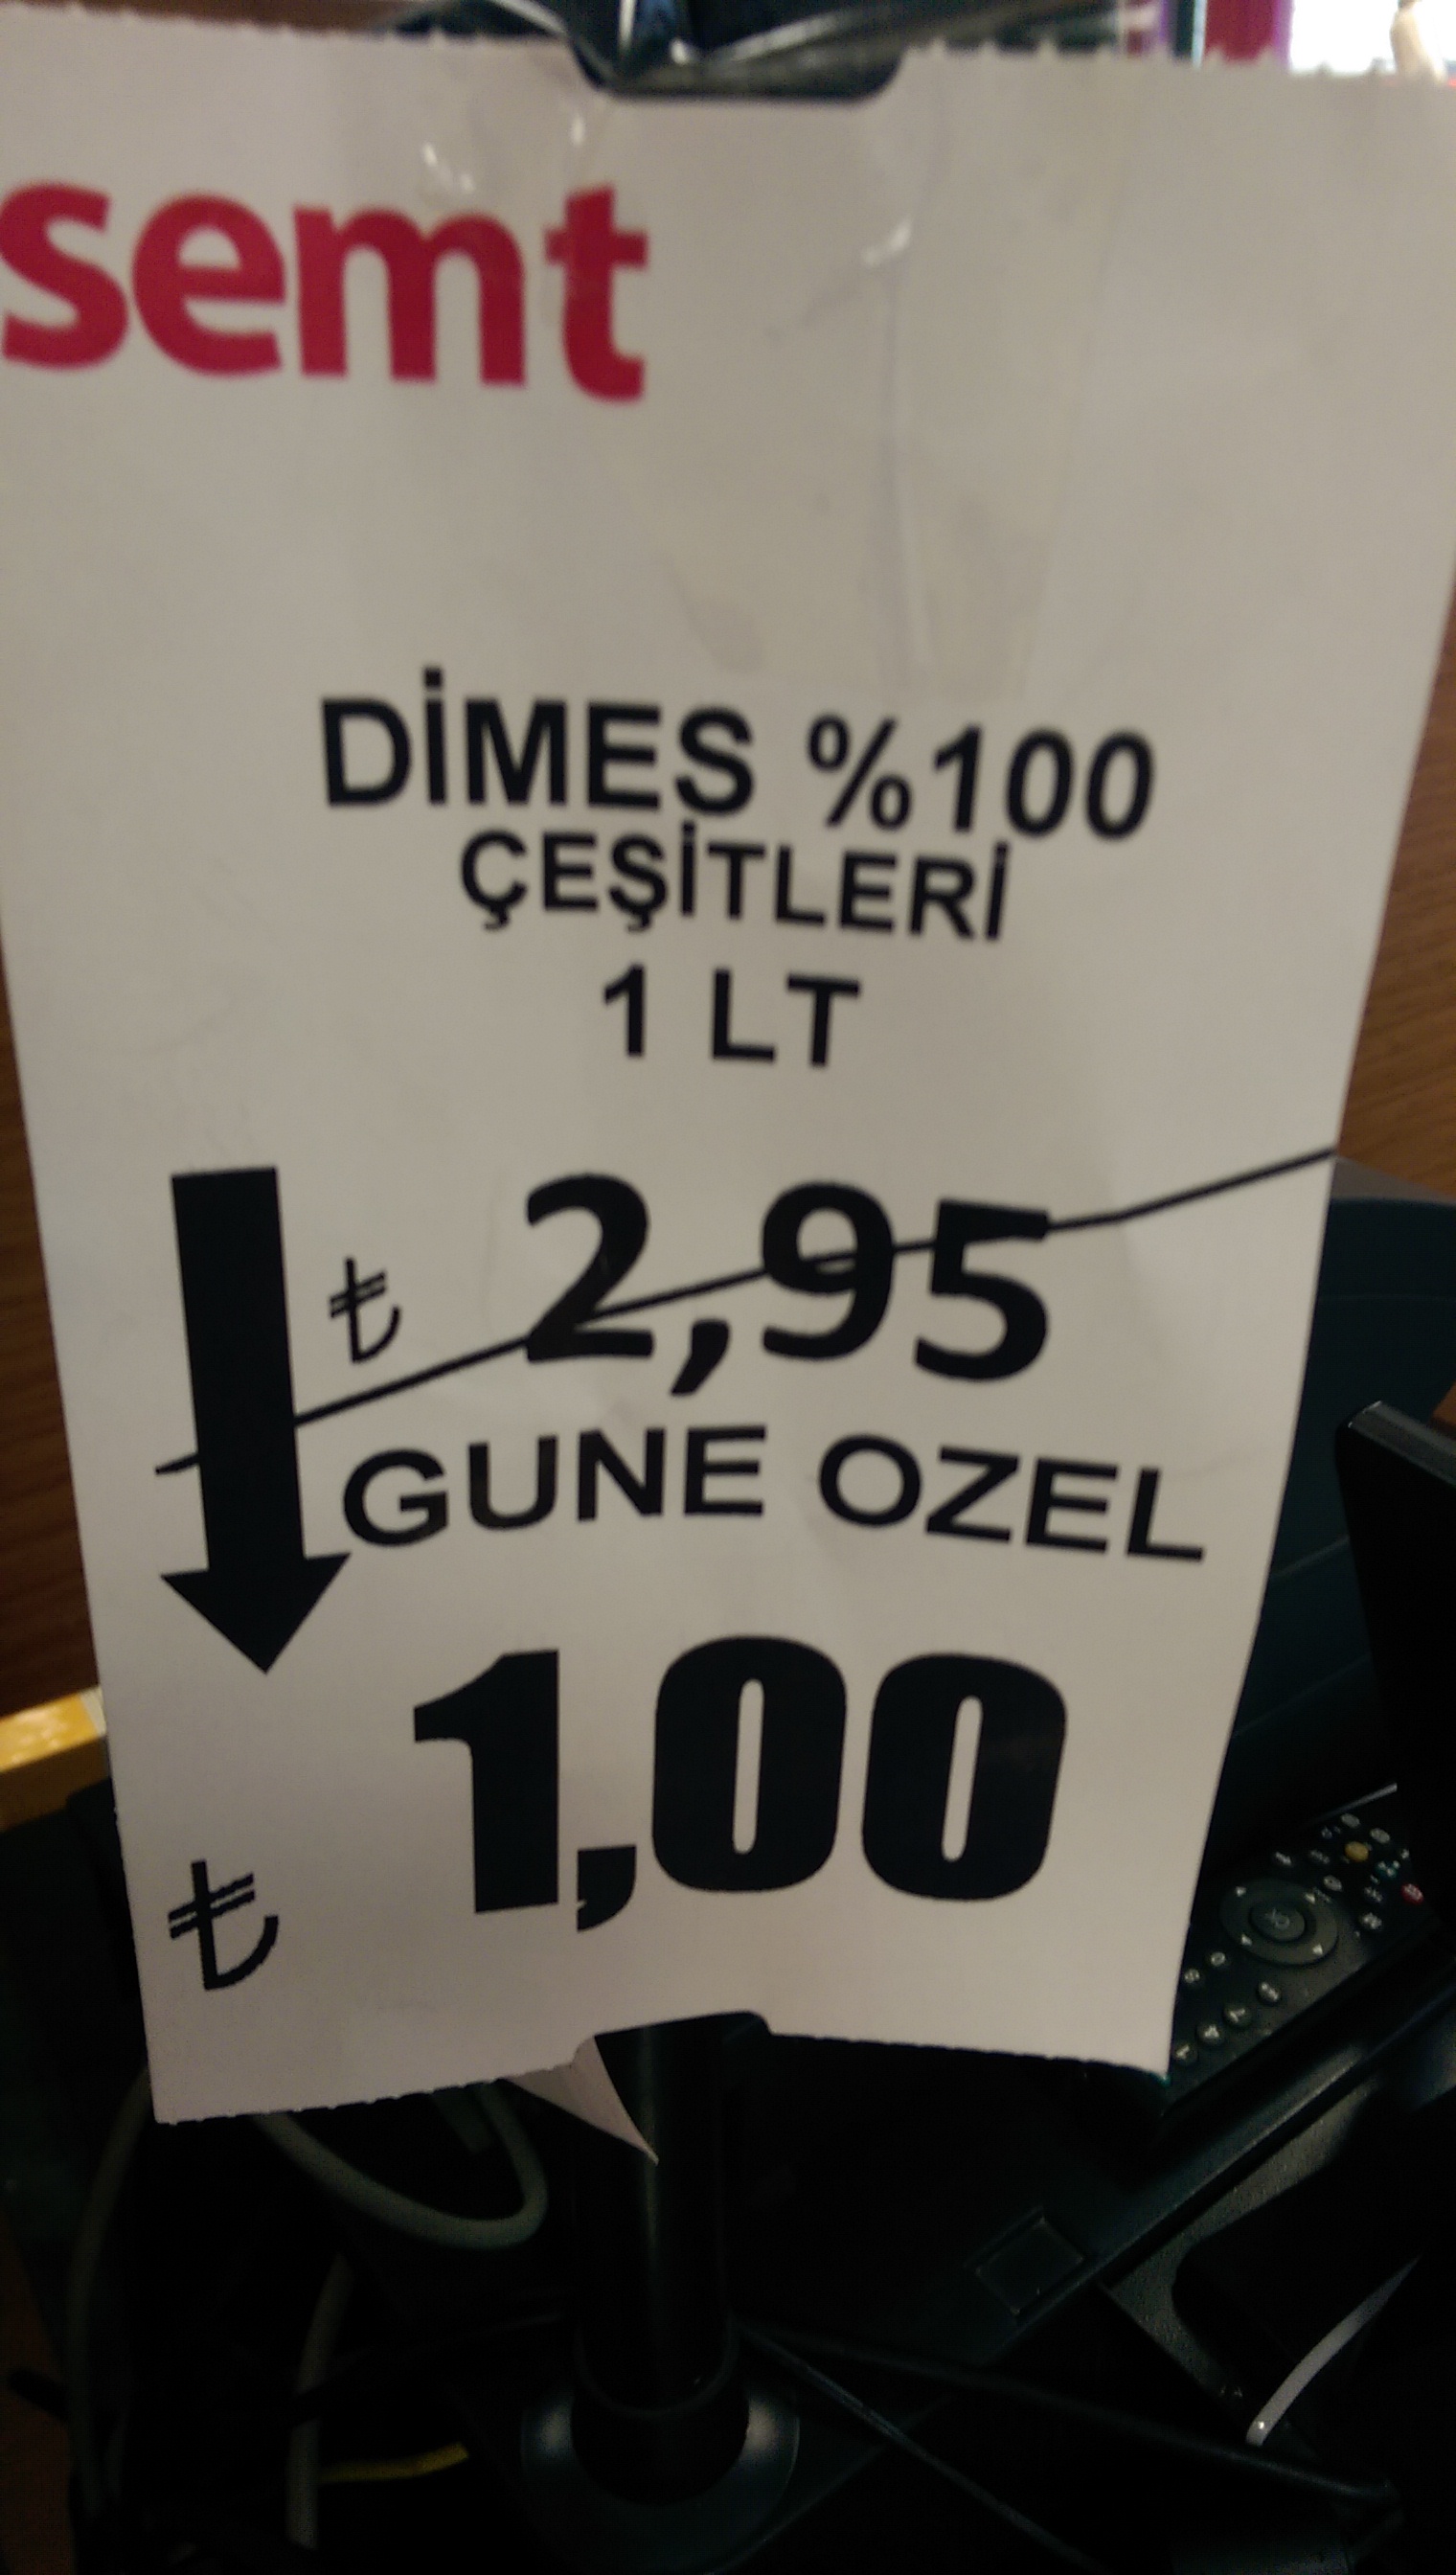 semt
DİMES %100
ÇEŞİTLERİ
1 LT
₺ 2,95
GUNE OZEL
1,00
₺